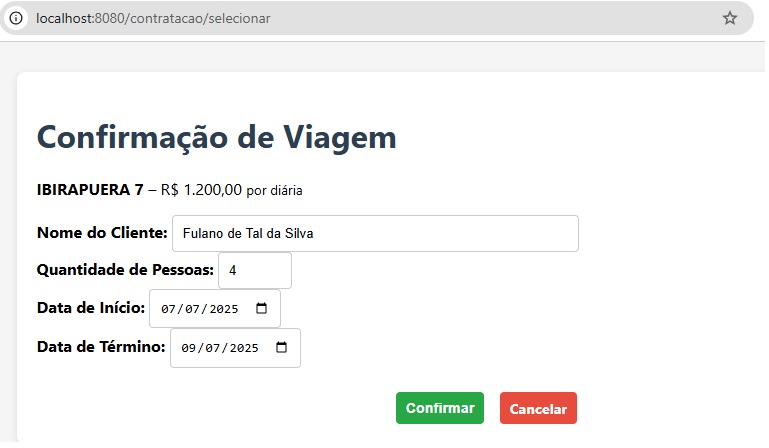 localhost:8080/contratacao/selecionar
Confirmação de Viagem
IBIRAPUERA 7 – R$ 1.200,00 por diária
Nome do Cliente: Fulano de Tal da Silva
Quantidade de Pessoas: 4
Data de Início: 07/07/2025
Data de Término: 09/07/2025
Confirmar Cancelar